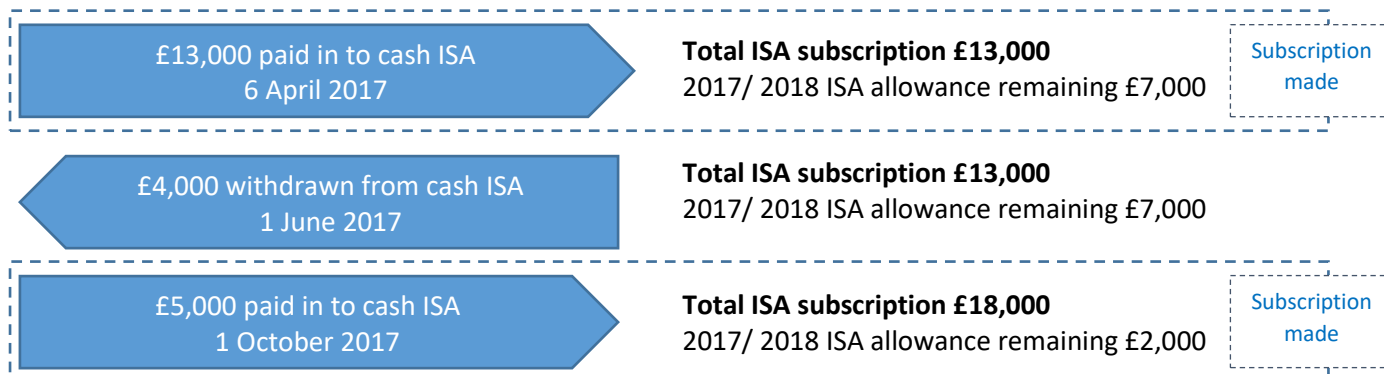 £13,000 paid in to cash ISA
6 April 2017
Total ISA subscription £13,000
2017/ 2018 ISA allowance remaining £7,000
Subscription
made
£4,000 withdrawn from cash ISA
1 June 2017
Total ISA subscription £13,000
2017/ 2018 ISA allowance remaining £7,000
£5,000 paid in to cash ISA
1 October 2017
Total ISA subscription £18,000
2017/ 2018 ISA allowance remaining £2,000
Subscription
made